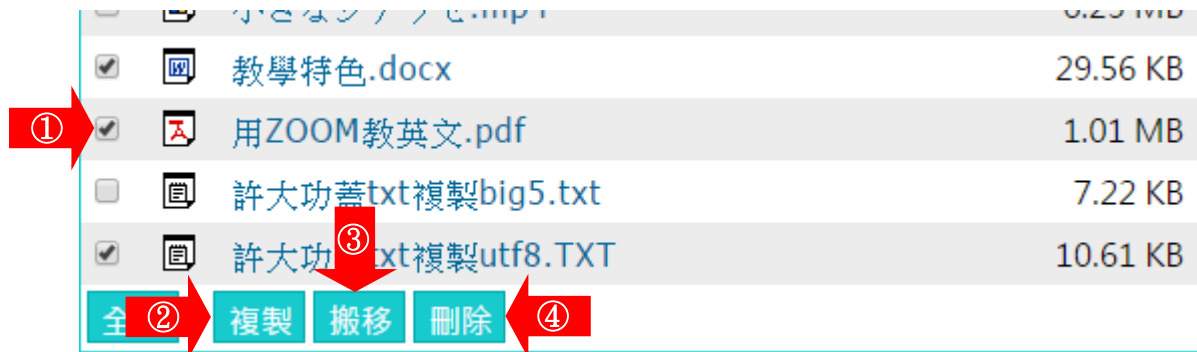 教學特色.docx 29.56 KB
① 用ZOOM教英文.pdf 1.01 MB
許大功蓋txt複製big5.txt 7.22 KB
③
許大功 txt複製utf8.TXT 10.61 KB
全 ② 複製 搬移 刪除 ④